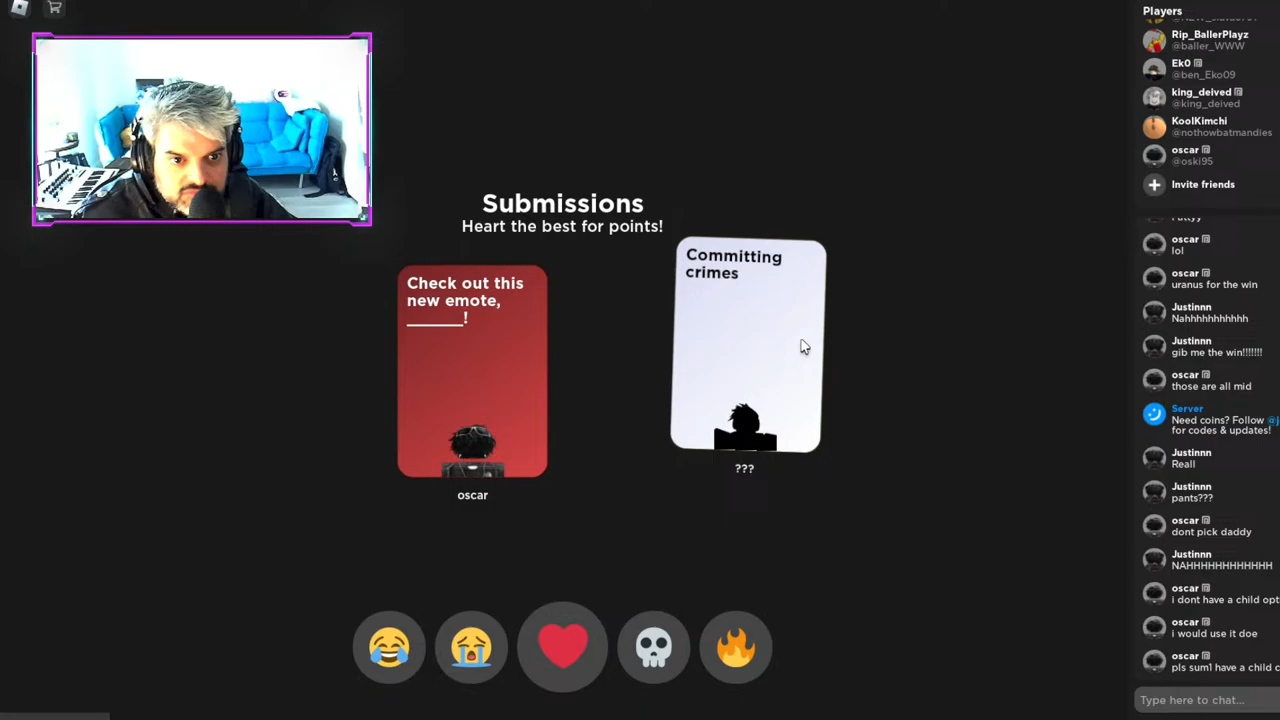 Players
Rip_BallerPlayz
@baller_WWW
Ek0
@ben_Eko09
king_deived
@king_deived
KoolKimchi
@nothowbatmandies
oscar
@oski95
Invite friends
Submissions
Heart the best for points!
Check out this
new emote,
______!
oscar
Committing
crimes
???
oscar
lol
oscar
uranus for the win
Justinnn
Nahhhhhhhhhh
Justinnn
gib me the win!!!!!!!
oscar
those are all mid
Server
Need coins? Follow @j
for codes & updates!
Justinnn
Reall
Justinnn
pants???
oscar
dont pick daddy
Justinnn
NAHHHHHHHHHHHH
oscar
i dont have a child opt
oscar
i would use it doe
oscar
pls sum1 have a child c
Type here to chat...